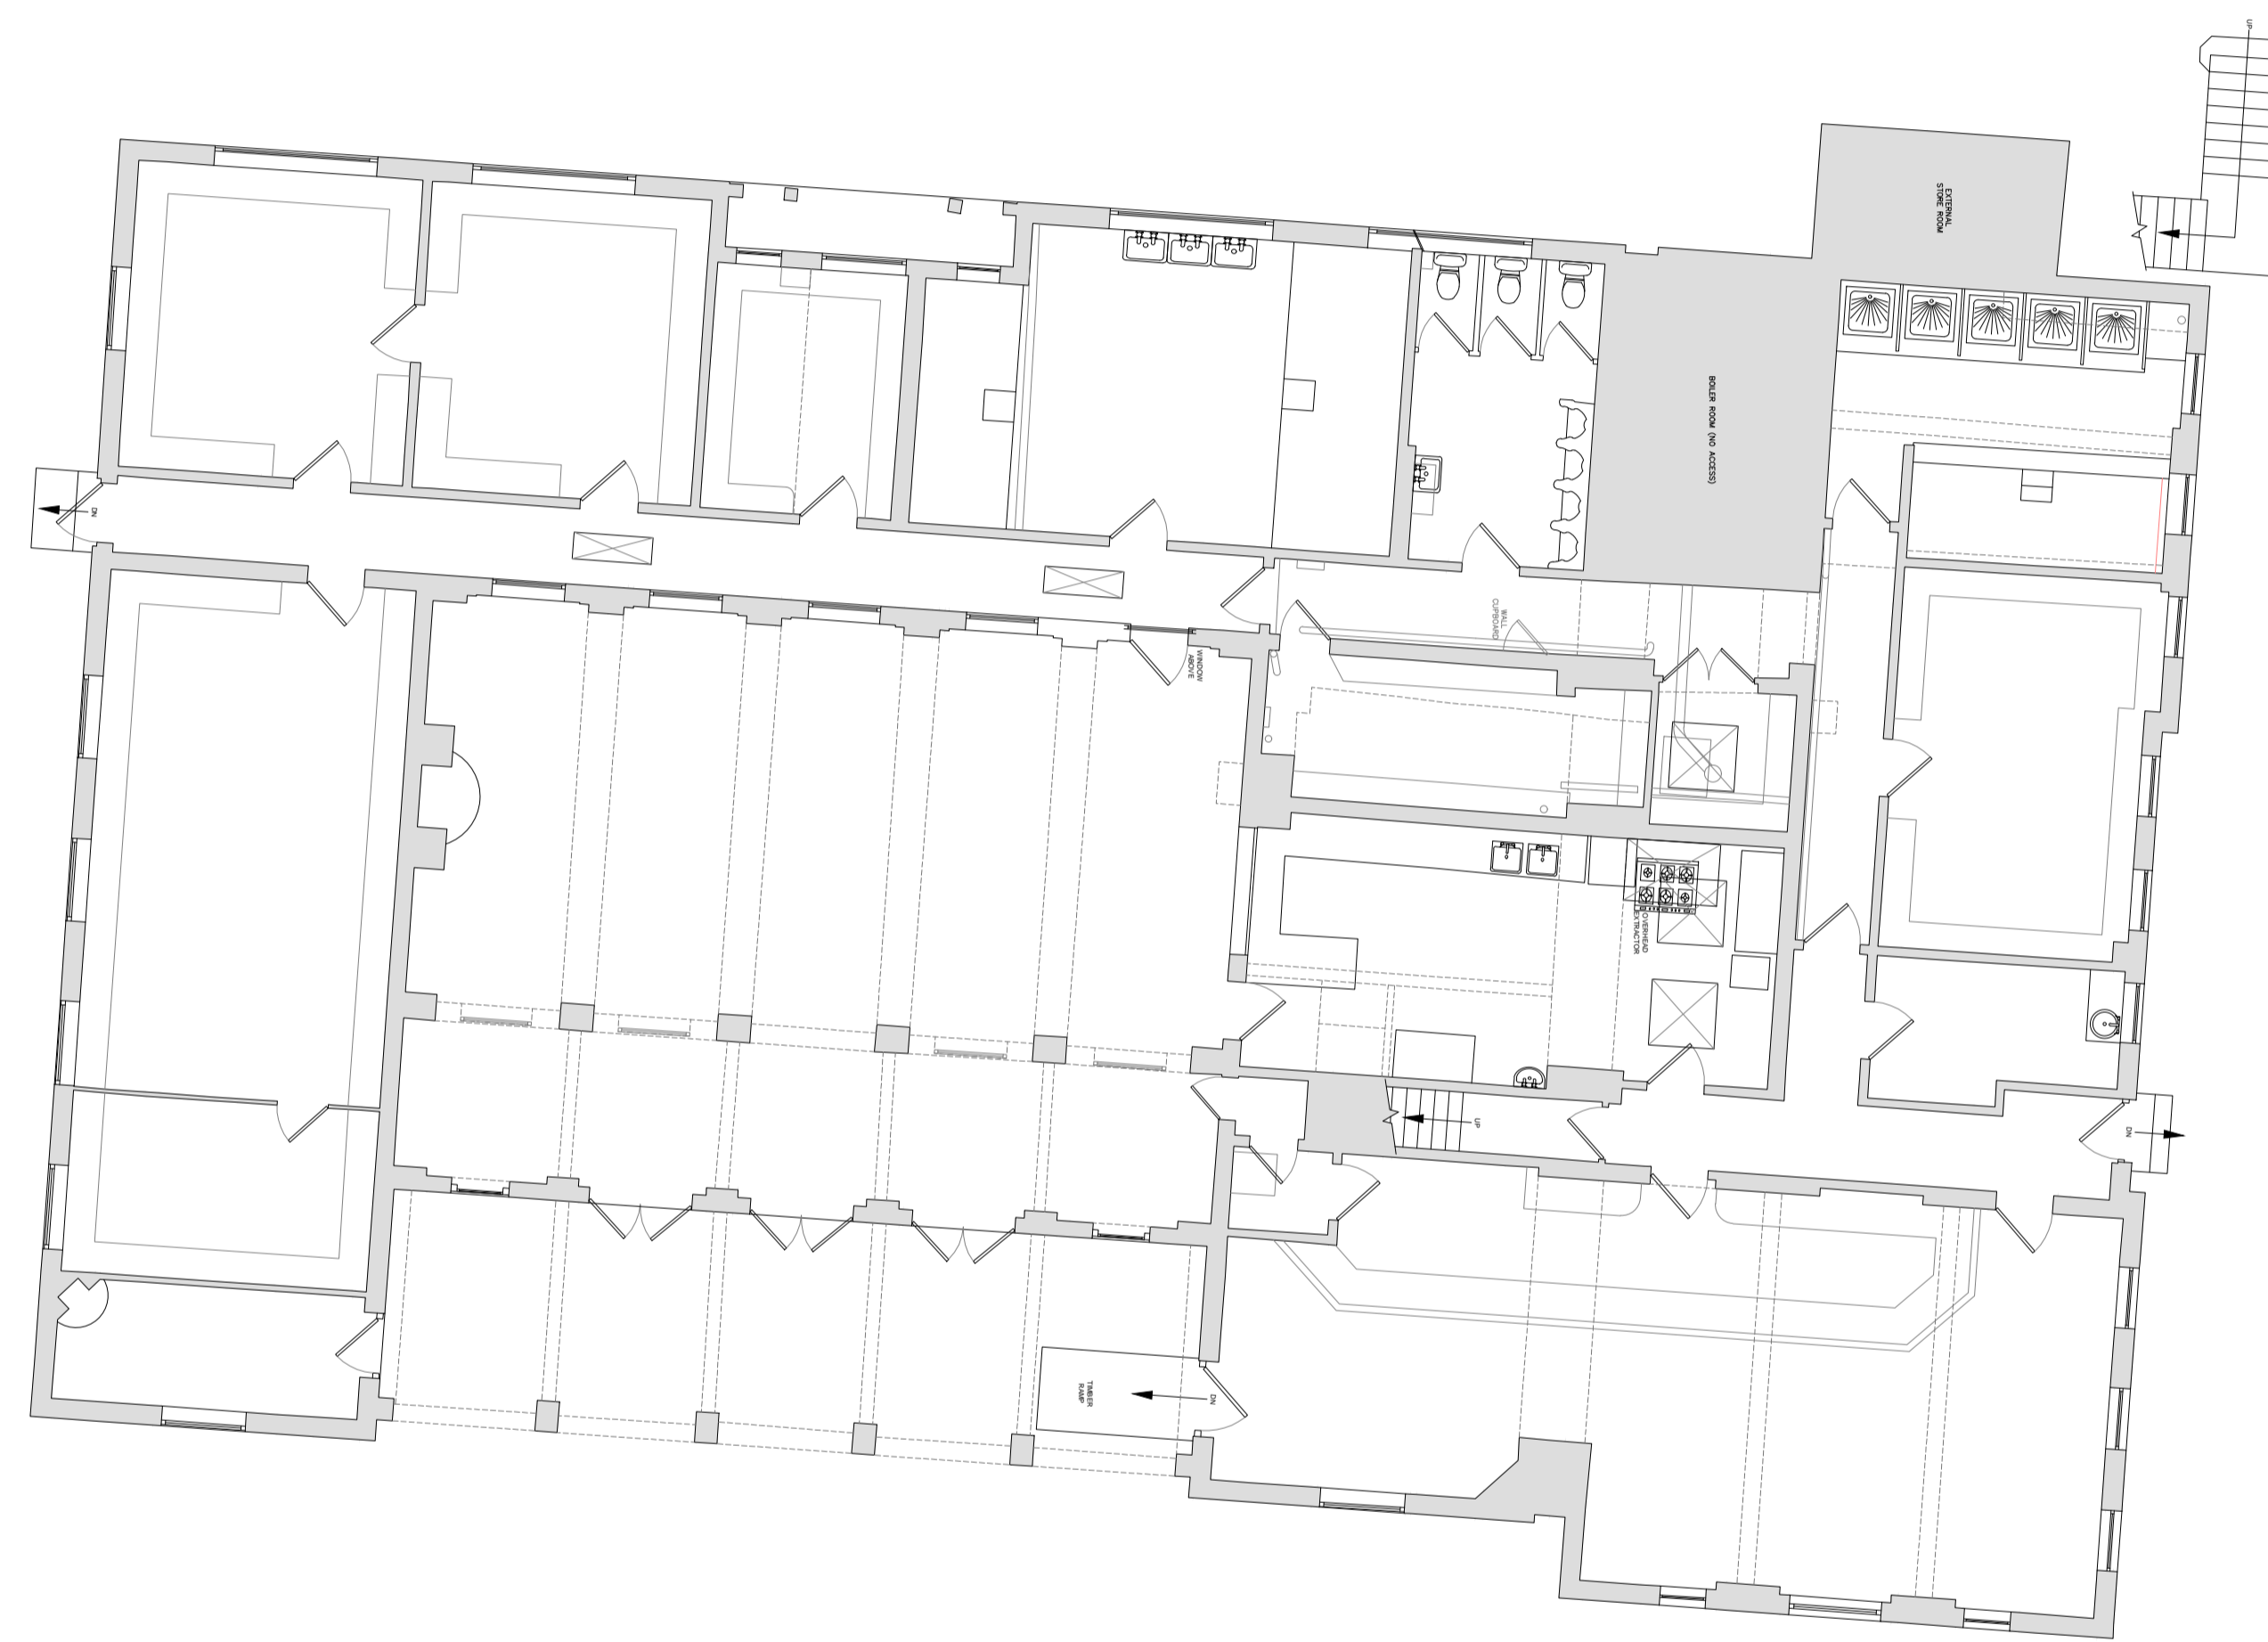 UP
EXTERNAL
STORE ROOM
BOILER ROOM (NO ACCESS)
DN
WALL
CUPBOARD
WINDOW
ABOVE
OVERHEAD
EXTRACTOR
UP
DN
TIMBER
RAMP
DN